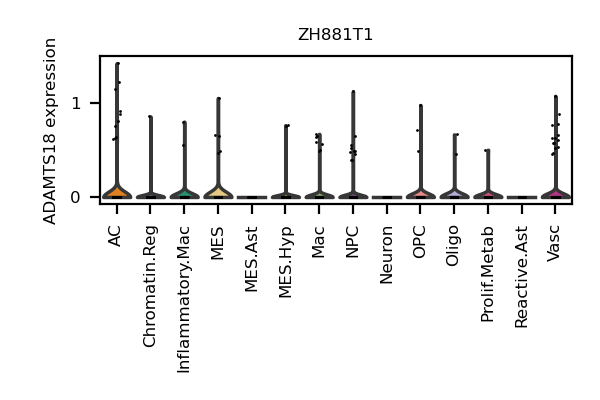 ZH881T1
ADAMTS18 expression
1
0
AC
Chromatin.Reg
Inflammatory.Mac
MES
MES.Ast
MES.Hyp
Mac
NPC
Neuron
OPC
Oligo
Prolif.Metab
Reactive.Ast
Vasc